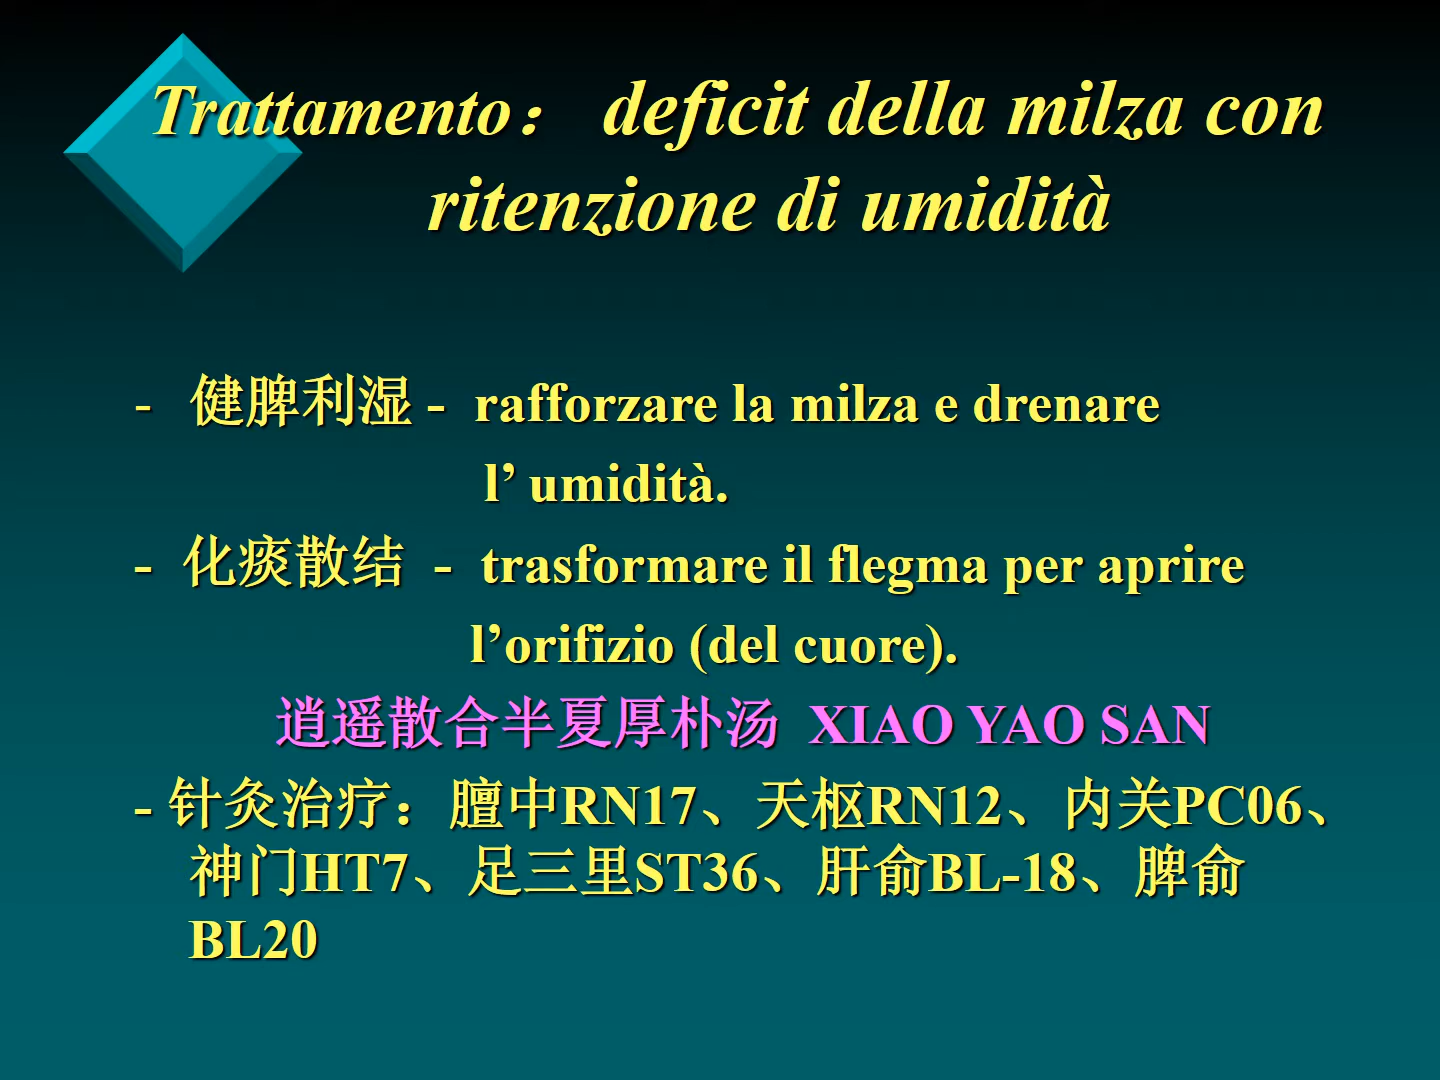 Trattamento： deficit della milza con
ritenzione di umidità
- 健脾利湿 - rafforzare la milza e drenare
l’ umidità.
- 化痰散结 - trasformare il flegma per aprire
l’orifizio (del cuore).
逍遥散合半夏厚朴汤 XIAO YAO SAN
- 针灸治疗：膻中RN17、天枢RN12、内关PC06、
神门HT7、足三里ST36、肝俞BL-18、脾俞
BL20